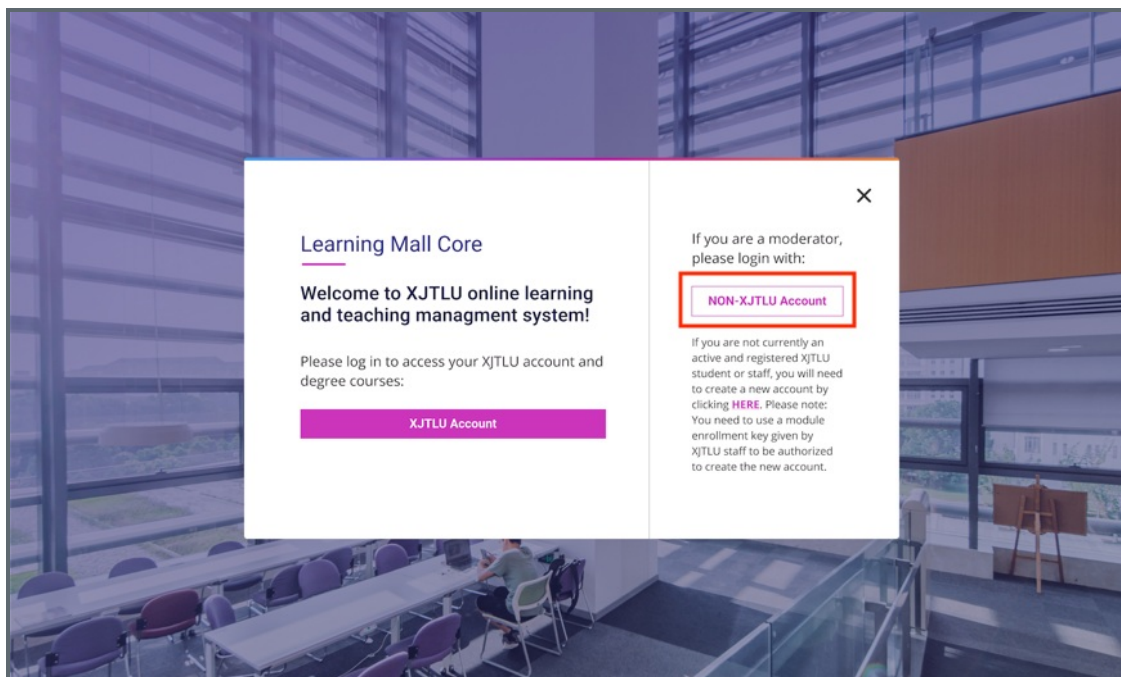 Learning Mall Core
Welcome to XJTLU online learning
and teaching managment system!
Please log in to access your XJTLU account and
degree courses:
XJTLU Account
If you are a moderator,
please login with:
NON-XJTLU Account
If you are not currently an
active and registered XJTLU
student or staff, you will need
to create a new account by
clicking HERE. Please note:
You need to use a module
enrollment key given by
XJTLU staff to be authorized
to create the new account.